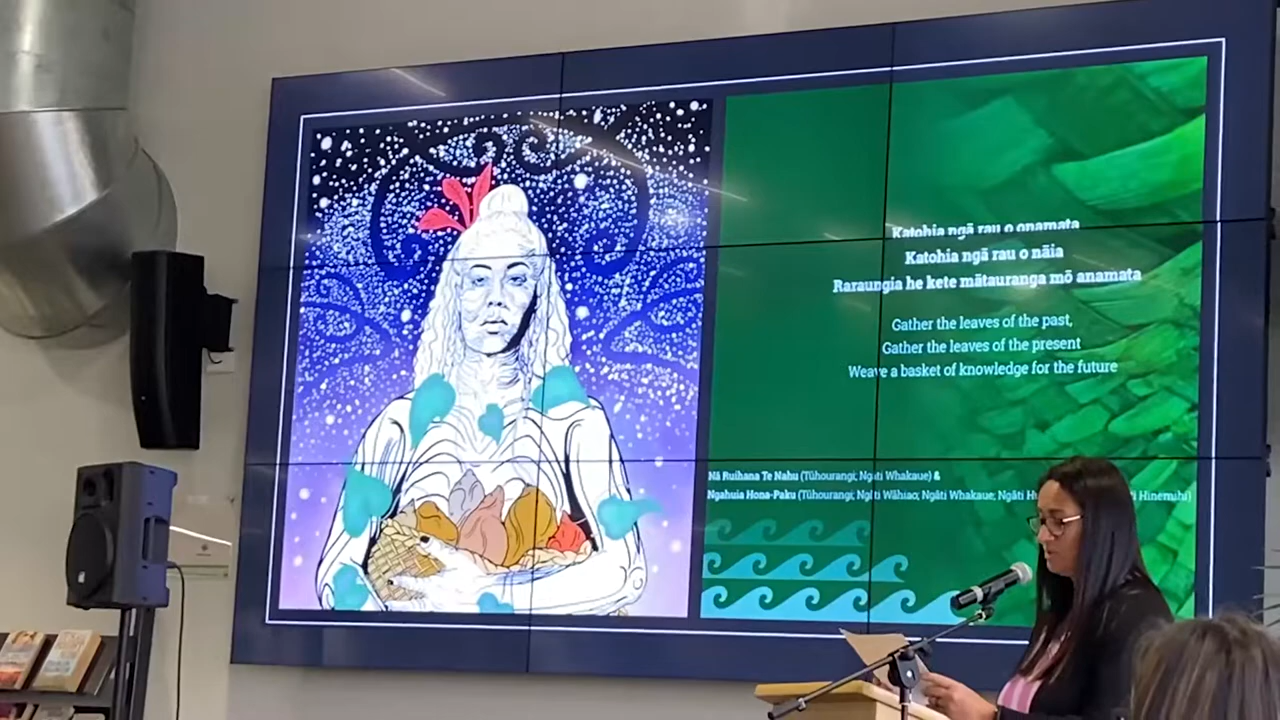 Katohia ngā rau o onamata
Katohia ngā rau o nāia
Raraungia he kete mātauranga mō anamata
Gather the leaves of the past,
Gather the leaves of the present
Weave a basket of knowledge for the future
Nā Ruihana Te Nahu (Tūhourangi; Ngāti Whakaue) &
Ngahuia Hona-Paku (Tūhourangi; Ngāti Wāhiao; Ngāti Whakaue; Ngāti Hinemihi)